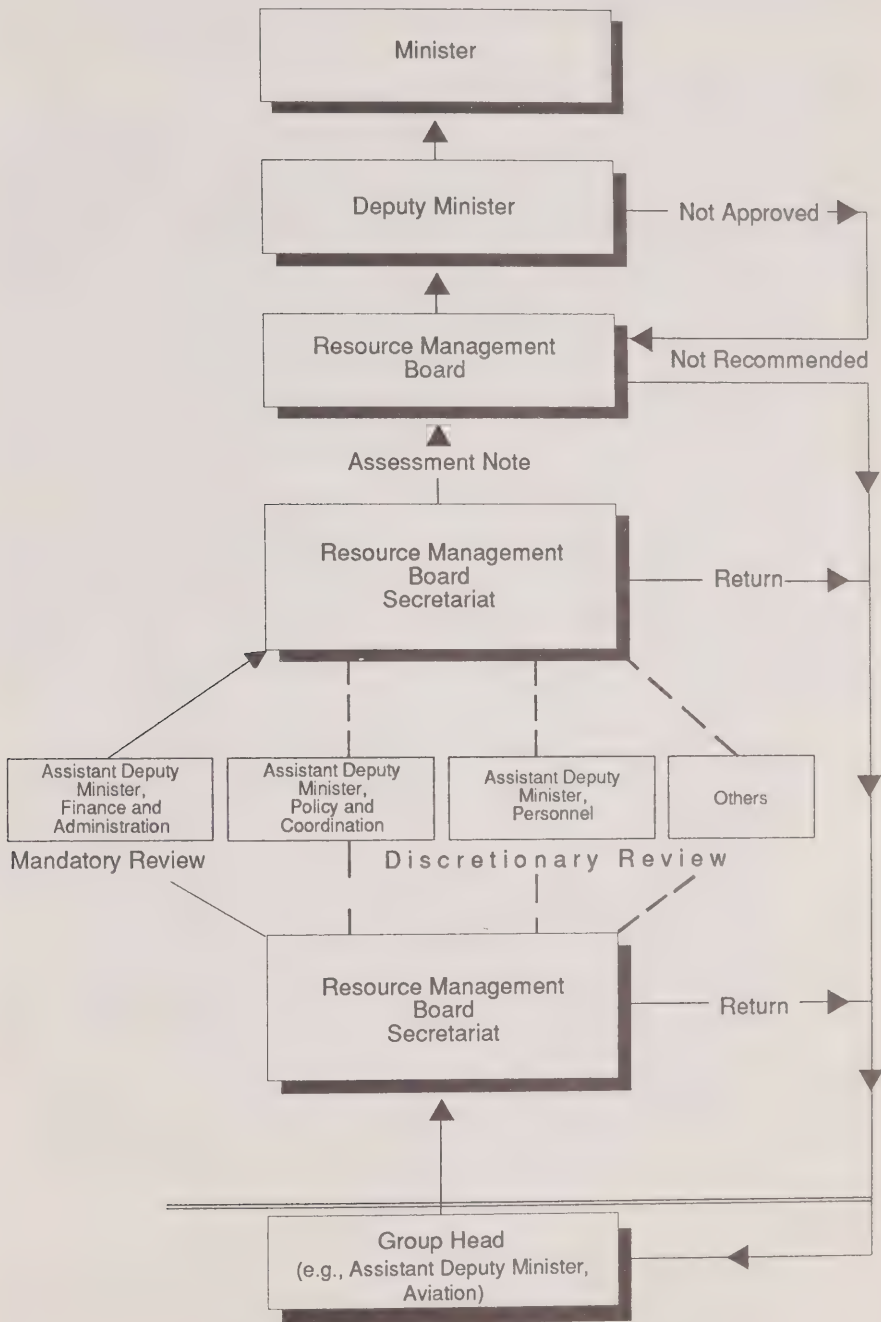 Minister
Deputy Minister
Not Approved
Resource Management
Board
Not Recommended
Assessment Note
Resource Management
Board
Secretariat
Return
Assistant Deputy
Minister,
Finance and
Administration
Assistant Deputy
Minister,
Policy and
Coordination
Assistant Deputy
Minister,
Personnel
Others
Mandatory Review
Discretionary Review
Resource Management
Board
Secretariat
Return
Group Head
(e.g., Assistant Deputy Minister,
Aviation)